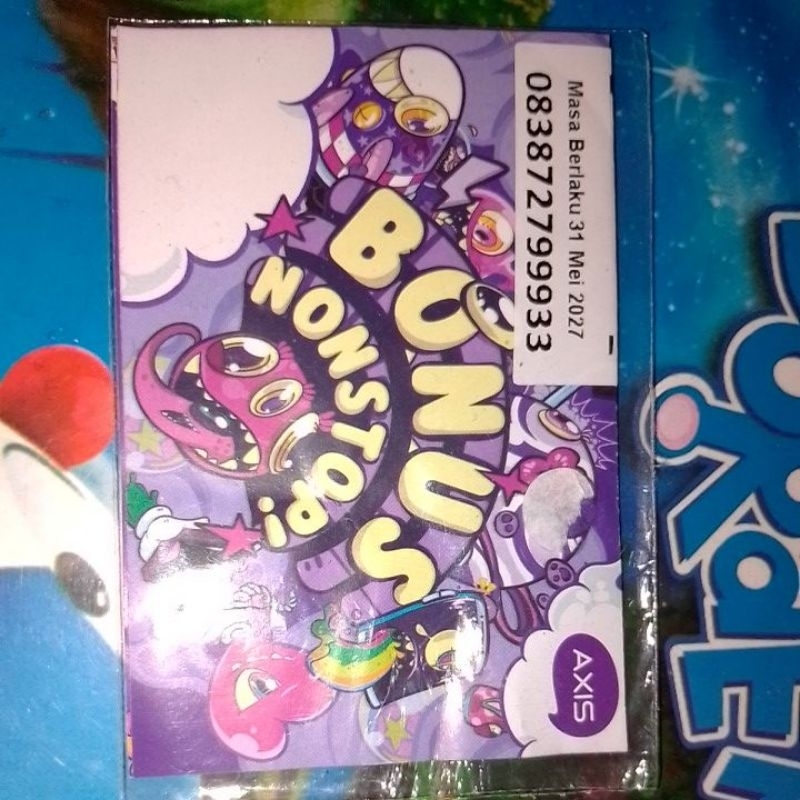 Masa Berlaku 31 Mei 2027
083872799933
BONUS
NONSTOP!
AXIS